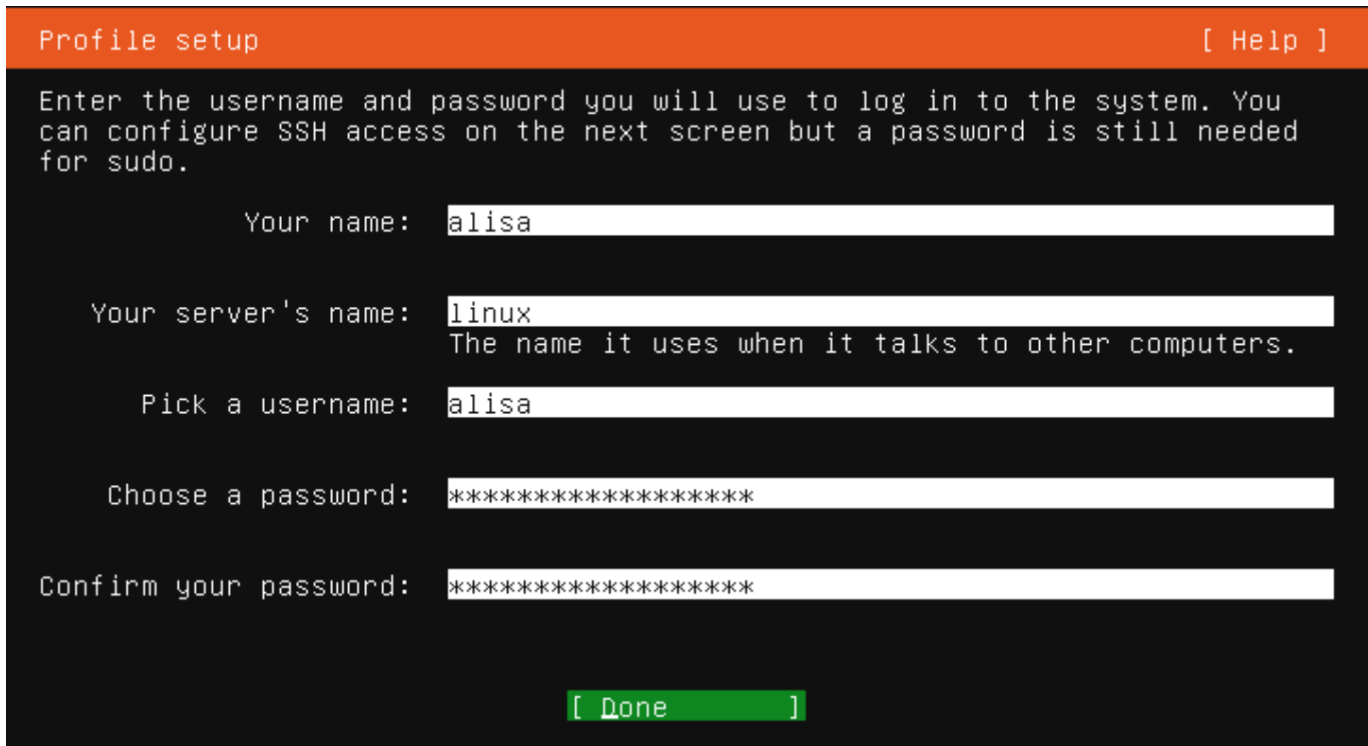 Profile setup [ Help ]
Enter the username and password you will use to log in to the system. You
can configure SSH access on the next screen but a password is still needed
for sudo.
Your name: alisa
Your server's name: linux
The name it uses when it talks to other computers.
Pick a username: alisa
Choose a password: ******************
Confirm your password: ******************
[ Done ]